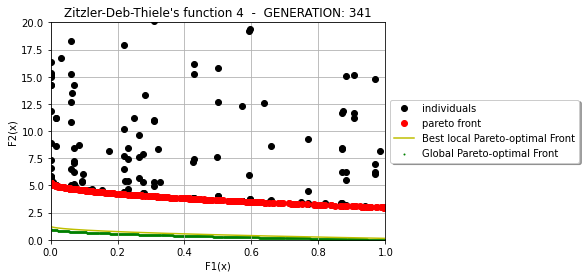 Zitzler-Deb-Thiele's function 4 - GENERATION: 341
20.0
17.5
15.0
12.5
10.0
7.5
5.0
2.5
0.0
F2(x)
0.0 0.2 0.4 0.6 0.8 1.0
F1(x)
individuals
pareto front
Best local Pareto-optimal Front
Global Pareto-optimal Front